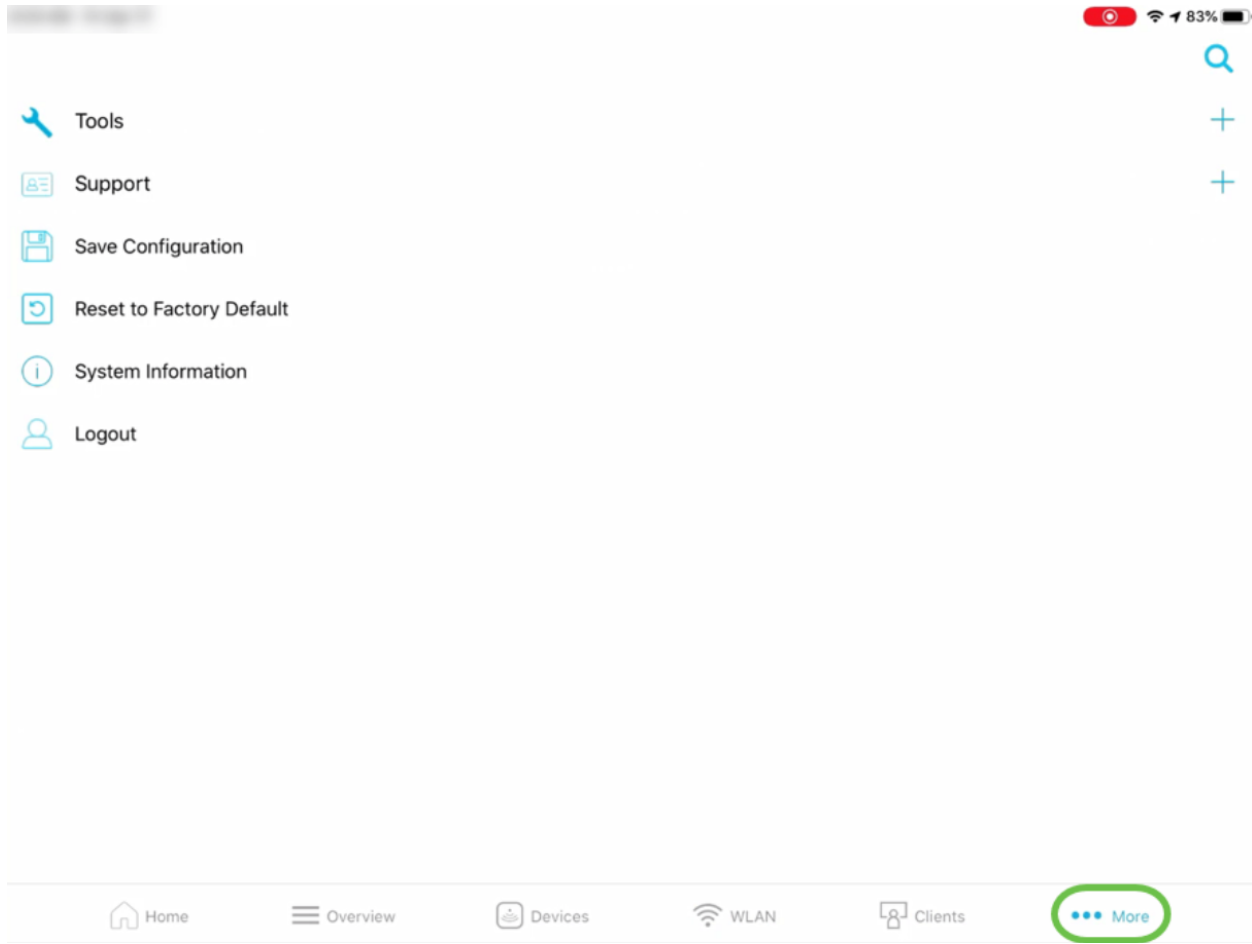 83%
Tools
Support
Save Configuration
Reset to Factory Default
System Information
Logout
Home Overview Devices WLAN Clients More